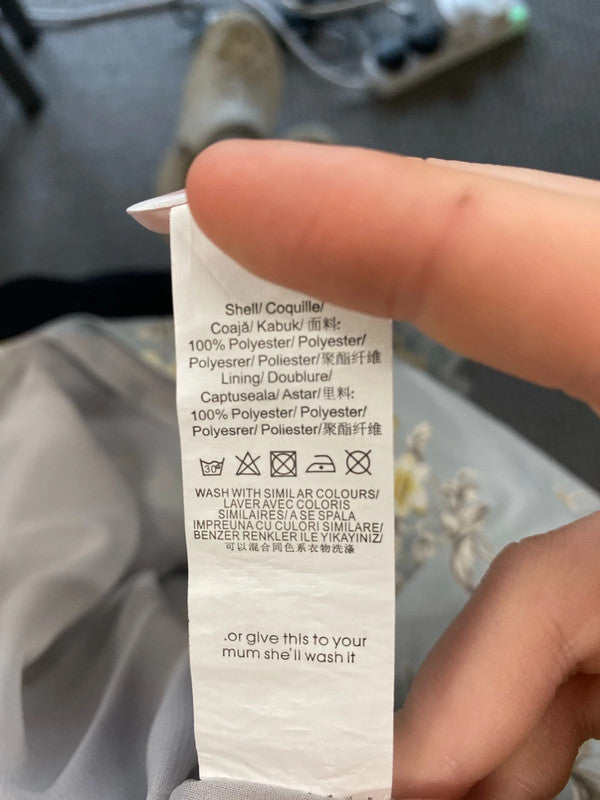 Shell/ Coquille/
Coajă/ Kabuk/ 面料:
100% Polyester/ Polyester/
Polyesrer/ Poliester/聚酯纤维
Lining/ Doublure/
Captuseala/ Astar/里料:
100% Polyester/ Polyester/
Polyesrer/ Poliester/聚酯纤维
30°
WASH WITH SIMILAR COLOURS/
LAVER AVEC COLORIS
SIMILAIRES/ A SE SPALA
IMPREUNA CU CULORI SIMILARE/
BENZER RENKLER ILE YIKAYINIZ/
可以混合同色系衣物洗涤
.or give this to your
mum she'll wash it